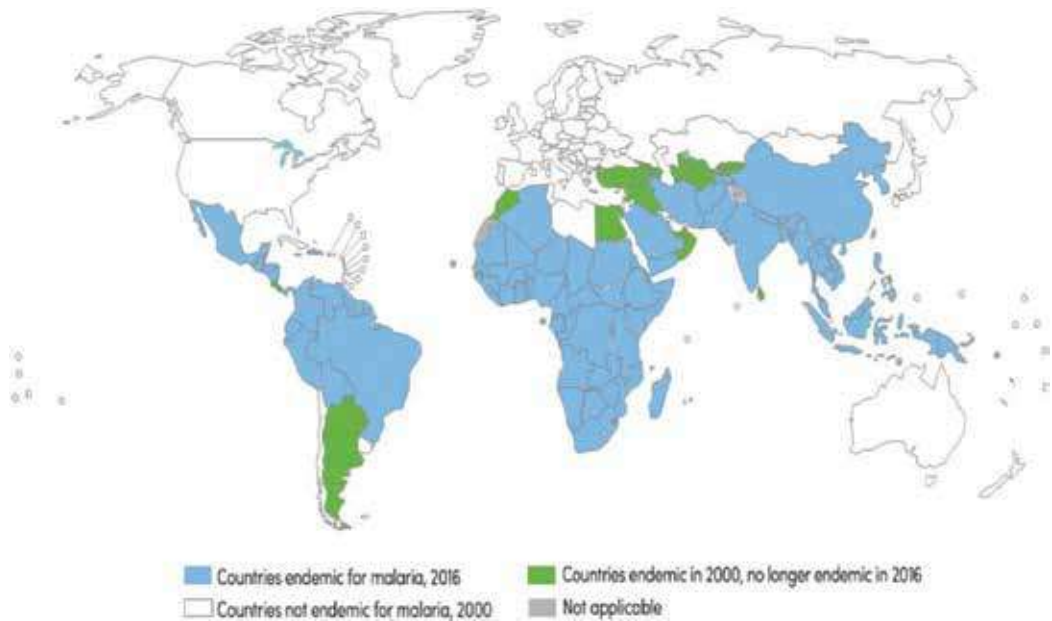 Countries endemic for malaria, 2016
Countries endemic in 2000, no longer endemic in 2016
Countries not endemic for malaria, 2000
Not applicable